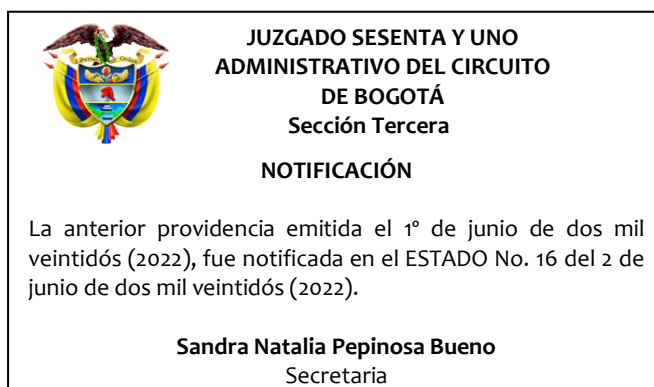 JUZGADO SESENTA Y UNO
ADMINISTRATIVO DEL CIRCUITO
DE BOGOTÁ
Sección Tercera
NOTIFICACIÓN
La anterior providencia emitida el 1º de junio de dos mil
veintidós (2022), fue notificada en el ESTADO No. 16 del 2 de
junio de dos mil veintidós (2022).
Sandra Natalia Pepinosa Bueno
Secretaria